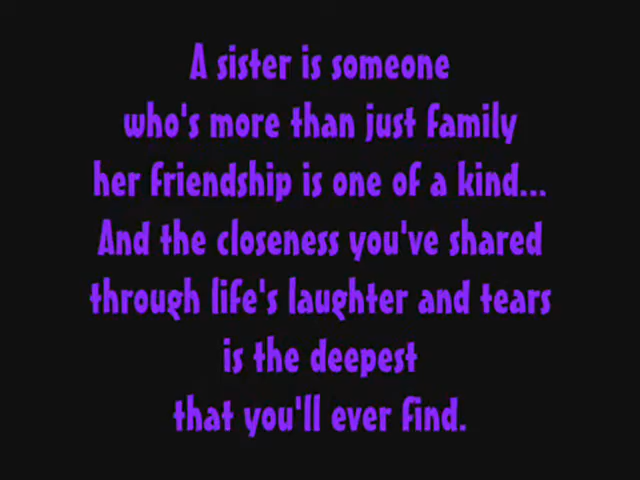 A sister is someone
who's more than just family
her friendship is one of a kind...
And the closeness you've shared
through life's laughter and tears
is the deepest
that you'll ever find.